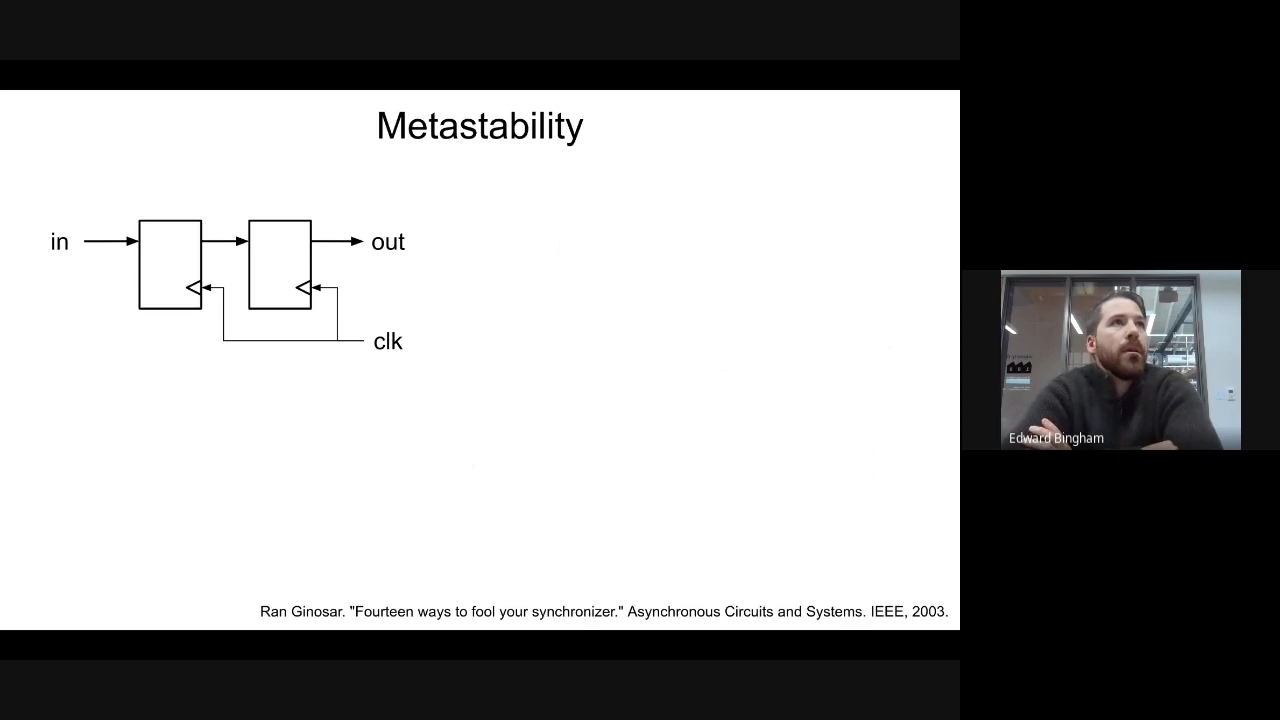 Metastability
in
out
clk
Ran Ginosar. "Fourteen ways to fool your synchronizer." Asynchronous Circuits and Systems. IEEE, 2003.
Edward Bingham